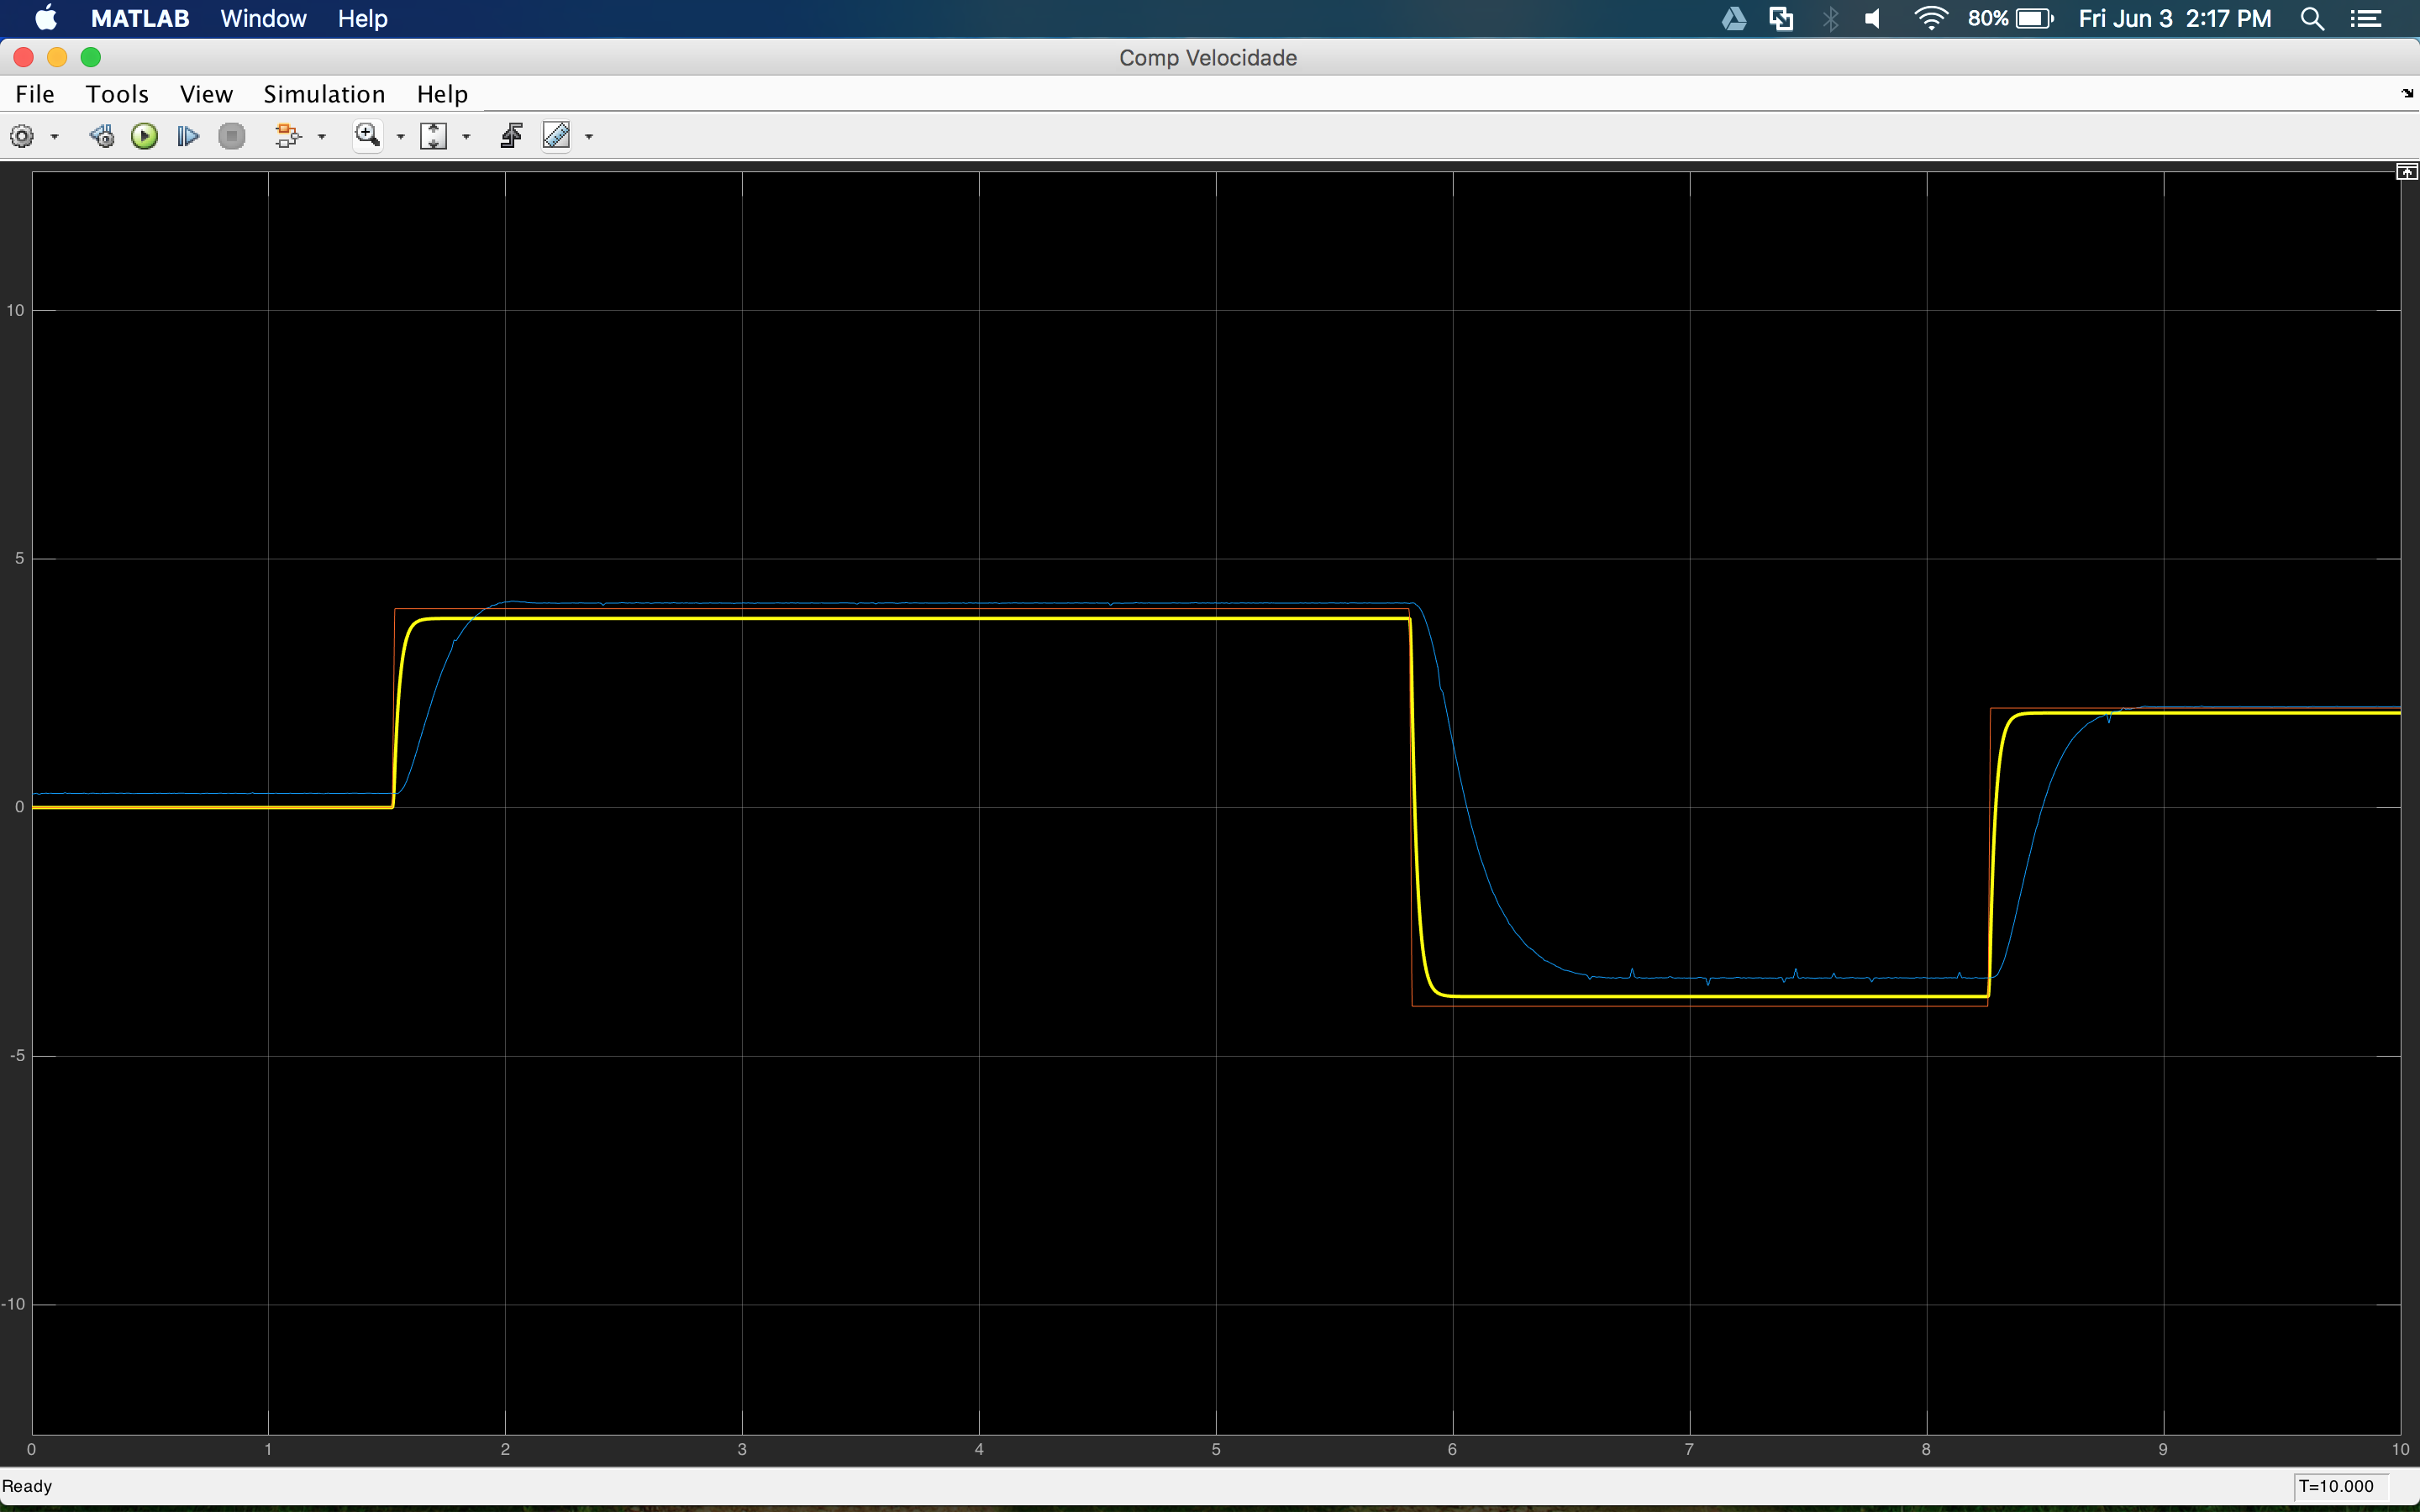 MATLAB Window Help 80% Fri Jun 3 2:17 PM
Comp Velocidade
File Tools View Simulation Help
10
5
0
-5
-10
0 1 2 3 4 5 6 7 8 9 10
Ready T=10.000